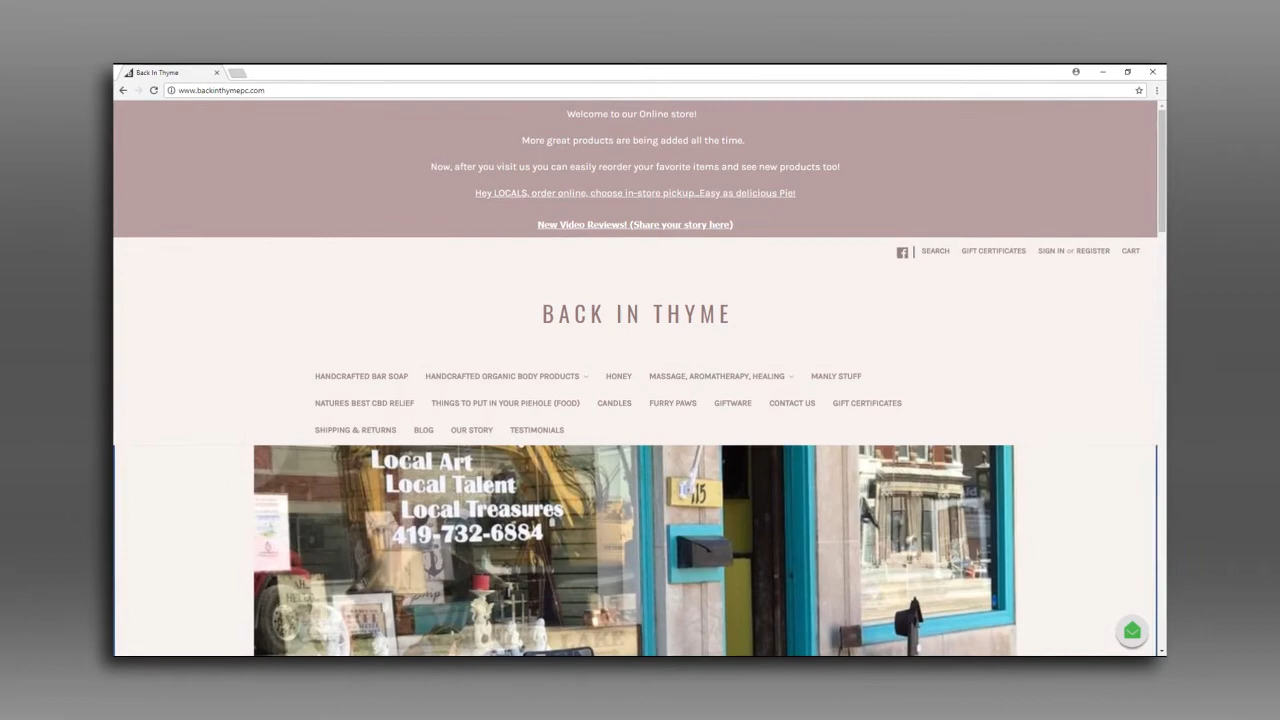 Back In Thyme
www.backinthymepc.com
Welcome to our Online store!
More great products are being added all the time.
Now, after you visit us you can easily reorder your favorite items and see new products too!
Hey LOCALS, order online, choose in-store pickup...Easy as delicious Pie!
New Video Reviews! (Share your story here)
SEARCH GIFT CERTIFICATES SIGN IN or REGISTER CART
BACK IN THYME
HANDCRAFTED BAR SOAP HANDCRAFTED ORGANIC BODY PRODUCTS HONEY MASSAGE, AROMATHERAPY, HEALING MANLY STUFF
NATURES BEST CBD RELIEF THINGS TO PUT IN YOUR PIEHOLE (FOOD) CANDLES FURRY PAWS GIFTWARE CONTACT US GIFT CERTIFICATES
SHIPPING & RETURNS BLOG OUR STORY TESTIMONIALS
Local Art
Local Talent
Local Treasures
419-732-6884